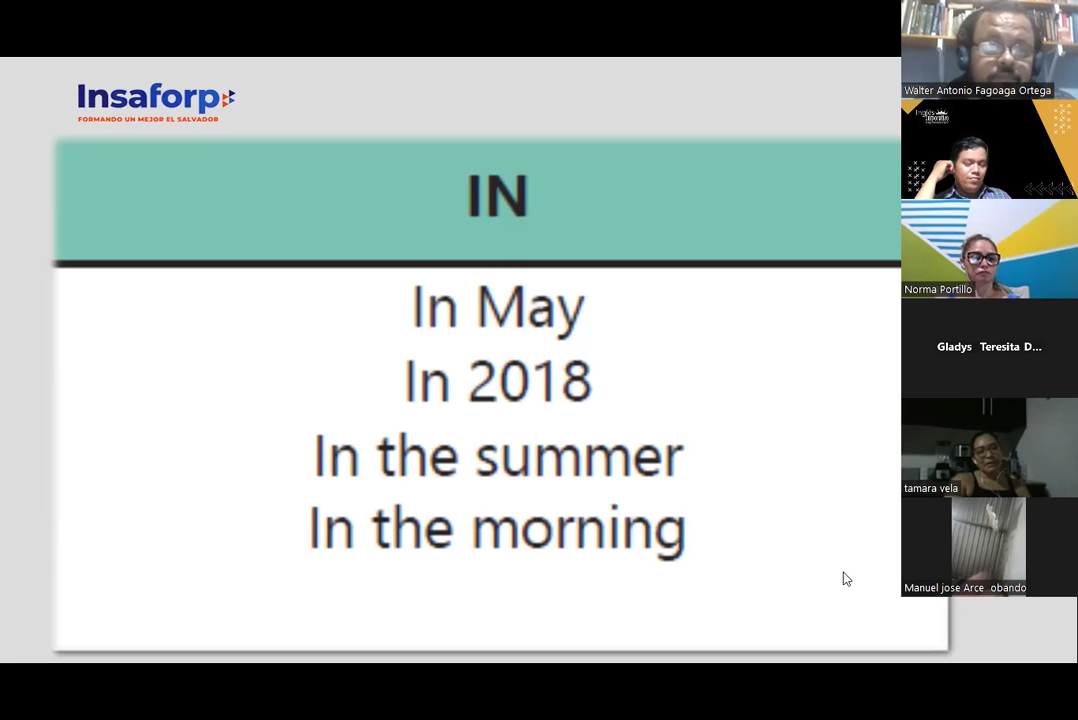 Insaforp
FORMANDO UN MEJOR EL SALVADOR
IN
In May
In 2018
In the summer
In the morning
Walter Antonio Fagoaga Ortega
Inglés
Norma Portillo
Gladys Teresita D...
tamara vela
Manuel jose Arce obando